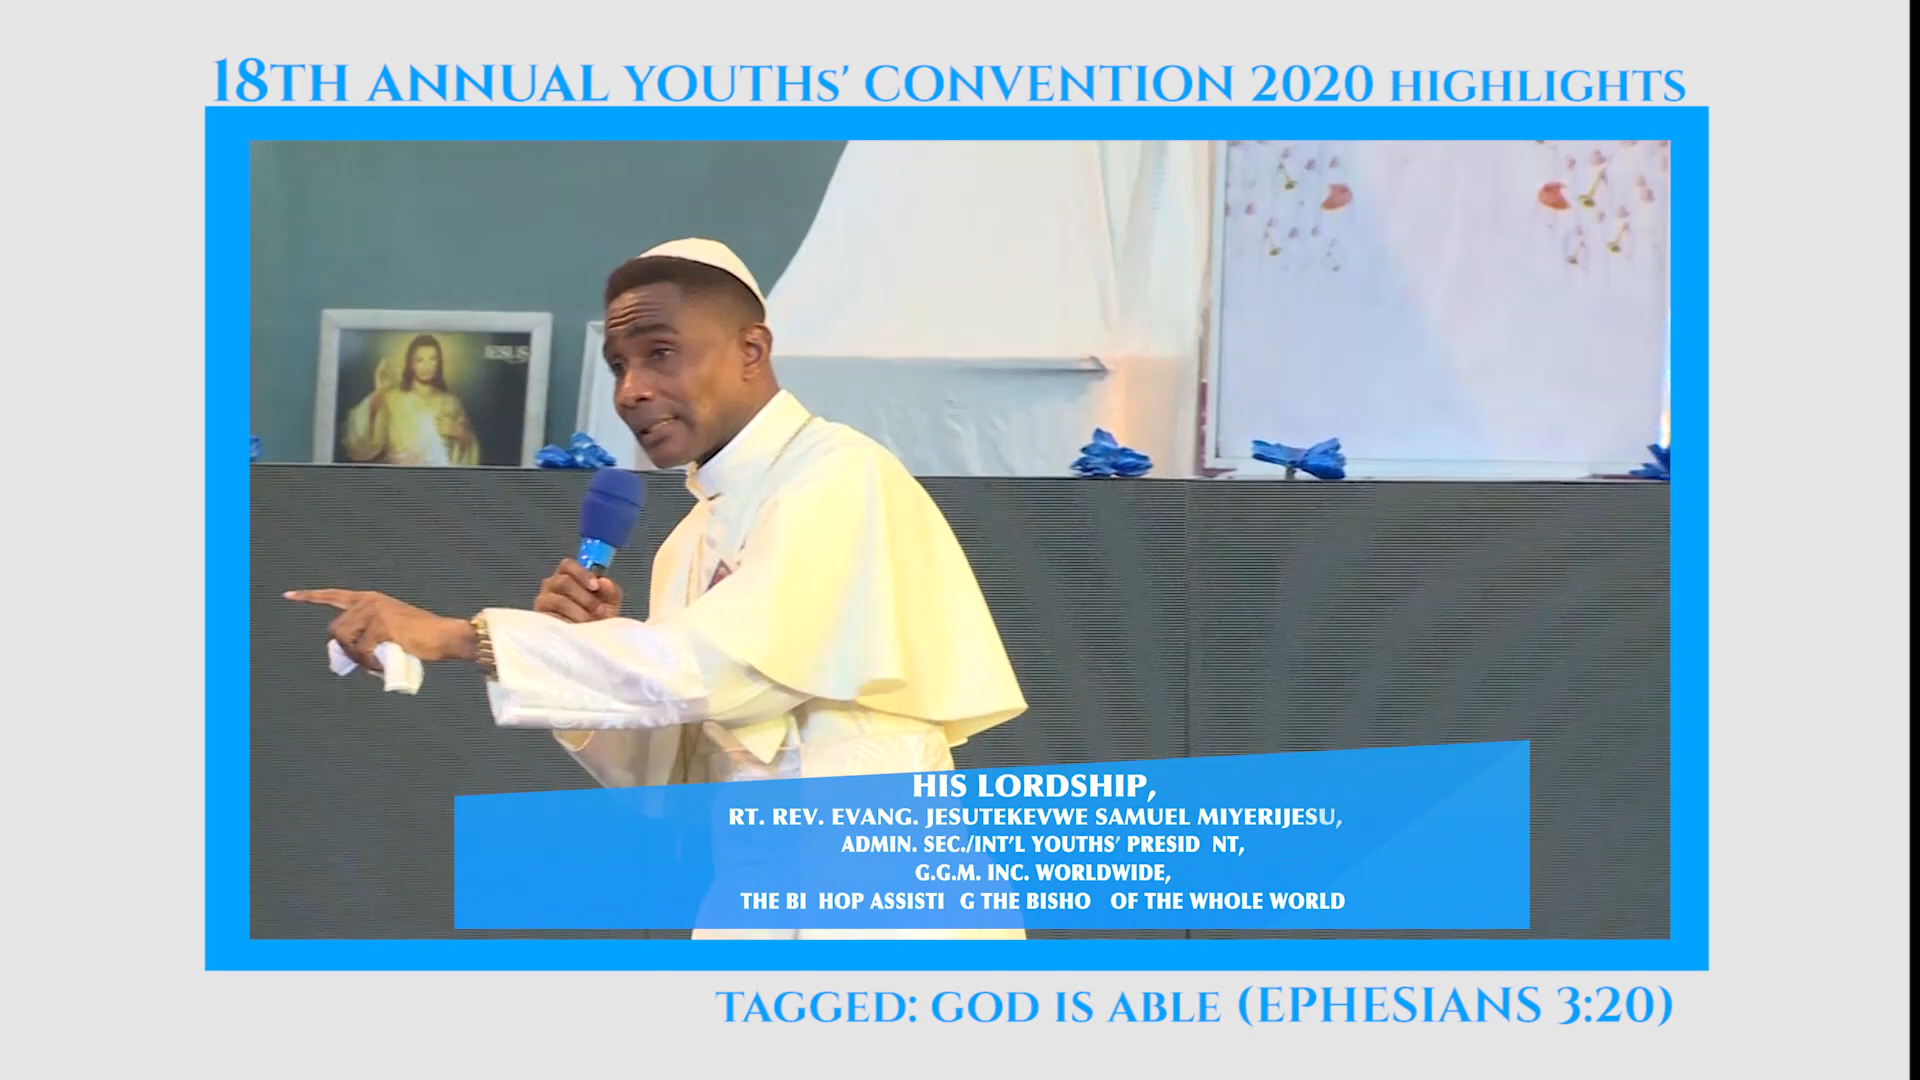 18TH ANNUAL YOUTHs' CONVENTION 2020 HIGHLIGHTS
JESUS
HIS LORDSHIP,
RT. REV. EVANG. JESUTEKEVWE SAMUEL MIYERIJESU,
ADMIN. SEC./INT'L YOUTHS' PRESID NT,
G.G.M. INC. WORLDWIDE,
THE BI HOP ASSISTI G THE BISHO OF THE WHOLE WORLD
TAGGED: GOD IS ABLE (EPHESIANS 3:20)